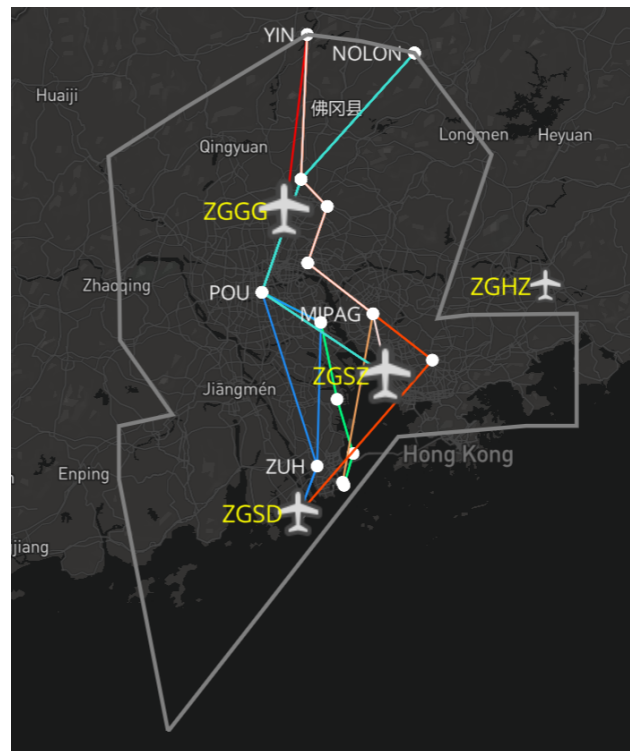 YIN
NOLON
Huaiji
佛冈县
Qingyuan
Longmen
Heyuan
ZGGG
Zhaoqing
POU
ZGHZ
MIPAG
ZGSZ
Jiāngmén
Hong Kong
ZUH
Enping
ZGSD
jiang